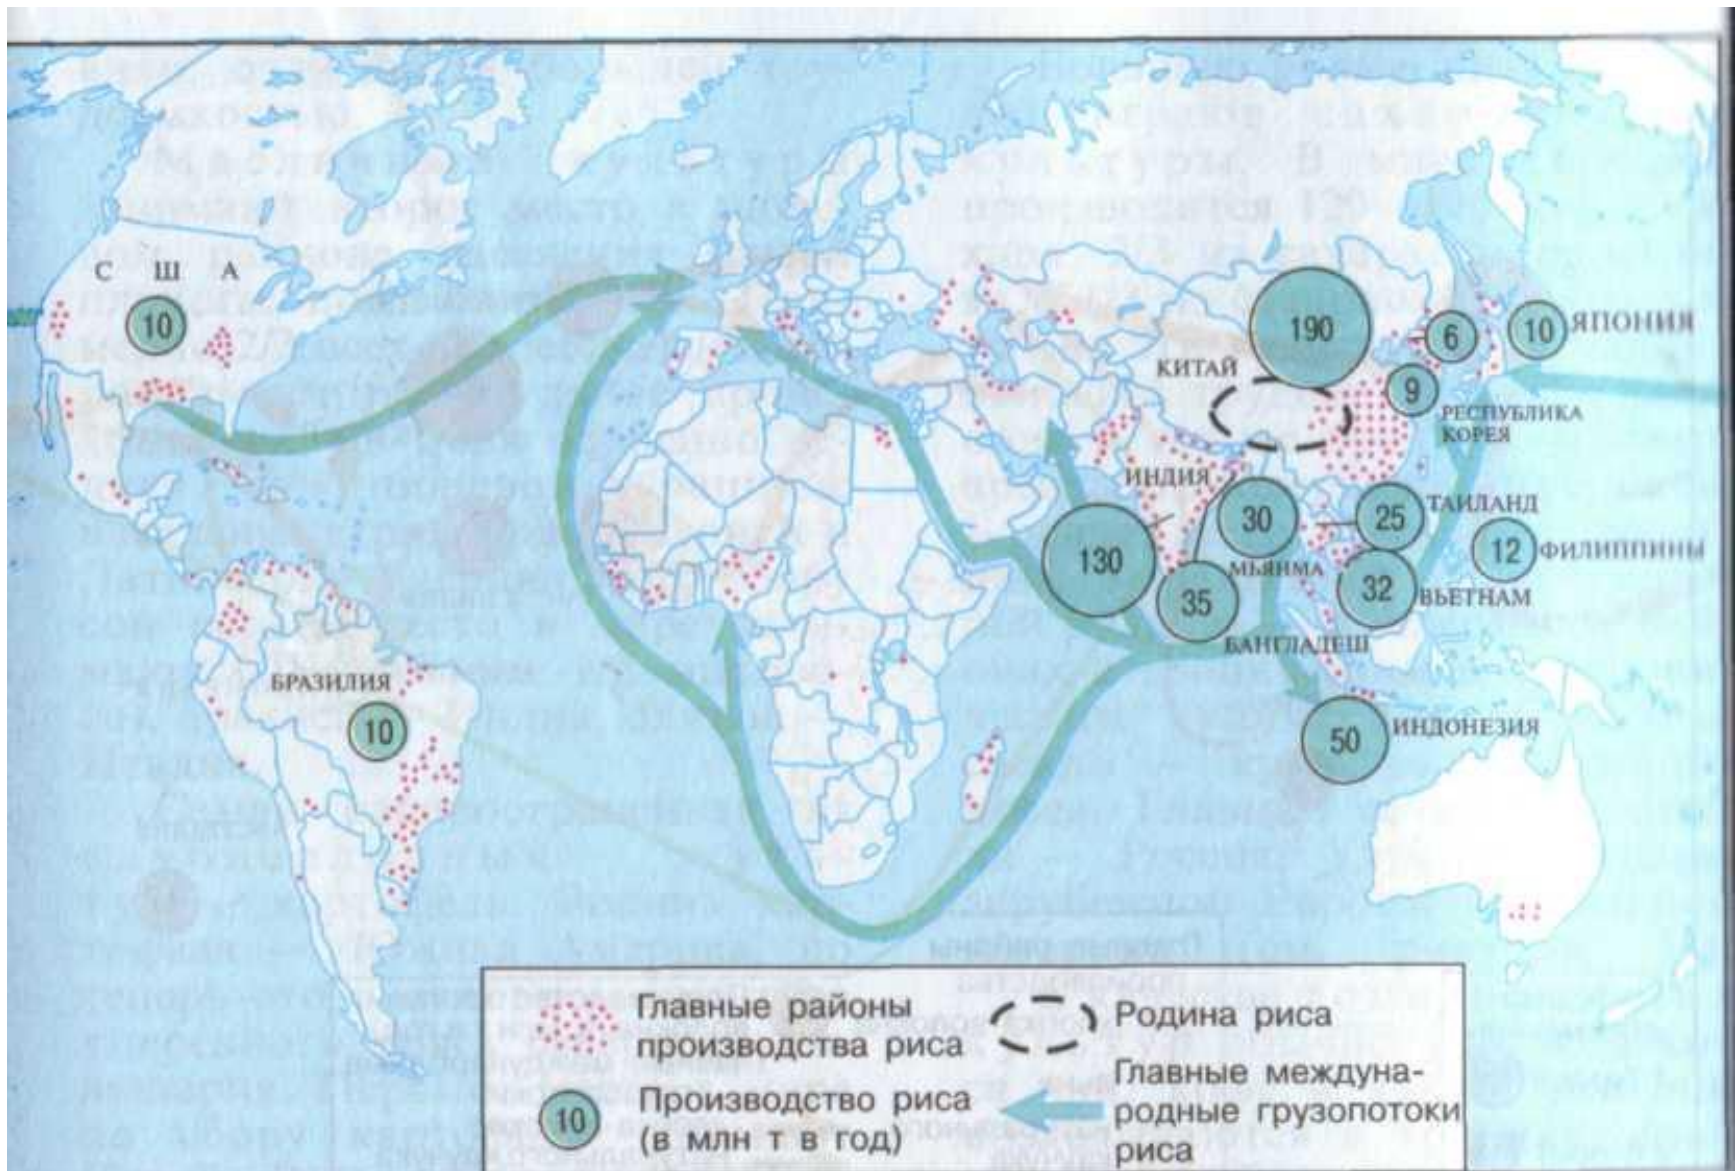 С Ш А
10
190
6
10
ЯПОНИЯ
КИТАЙ
9
РЕСПУБЛИКА
КОРЕЯ
ИНДИЯ
30
25
ТАИЛАНД
130
12
ФИЛИППИНЫ
МЬЯНМА
35
32
ВЬЕТНАМ
БАНГЛАДЕШ
БРАЗИЛИЯ
10
50
ИНДОНЕЗИЯ
Главные районы
производства риса
10
Производство риса
(в млн т в год)
Родина риса
Главные междуна-
родные грузопотоки
риса